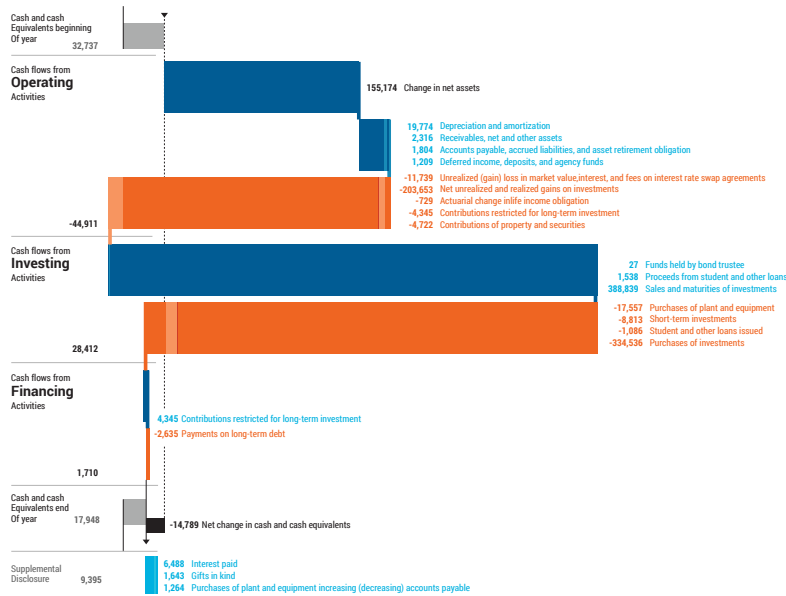 Cash and cash
Equivalents beginning
Of year
32,737
Cash flows from
Operating
Activities
155,174 Change in net assets
19,774 Depreciation and amortization
2,316 Receivables, net and other assets
1,804 Accounts payable, accrued liabilities, and asset retirement obligation
1,209 Deferred income, deposits, and agency funds
-11,739 Unrealized (gain) loss in market value,interest, and fees on interest rate swap agreements
-203,653 Net unrealized and realized gains on investments
-729 Actuarial change inlife income obligation
-4,345 Contributions restricted for long-term investment
-4,722 Contributions of property and securities
-44,911
Cash flows from
Investing
Activities
27 Funds held by bond trustee
1,538 Proceeds from student and other loans
388,839 Sales and maturities of investments
-17,557 Purchases of plant and equipment
-8,813 Short-term investments
-1,086 Student and other loans issued
-334,536 Purchases of investments
28,412
Cash flows from
Financing
Activities
4,345 Contributions restricted for long-term investment
-2,635 Payments on long-term debt
1,710
Cash and cash
Equivalents end
Of year
17,948
-14,789 Net change in cash and cash equivalents
Supplemental
Disclosure
9,395
6,488 Interest paid
1,643 Gifts in kind
1,264 Purchases of plant and equipment increasing (decreasing) accounts payable